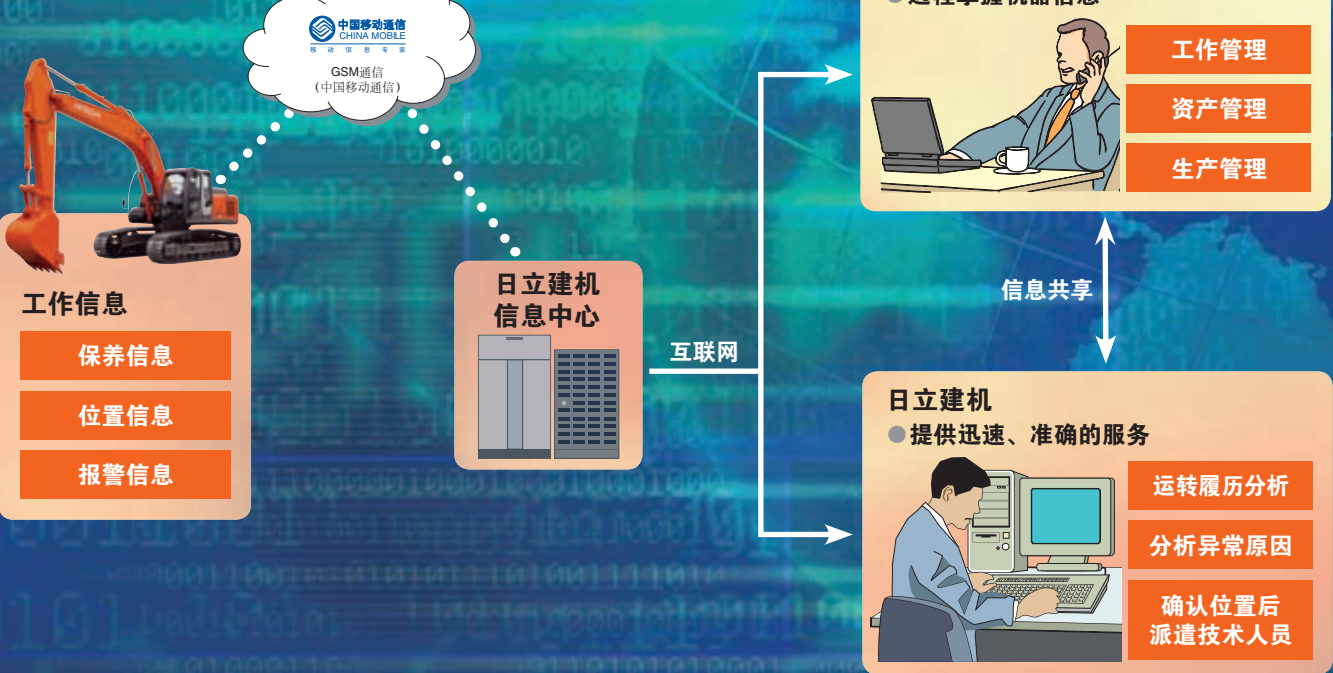 中国移动通信
CHINA MOBILE
移动信息专家
GSM通信
(中国移动通信)
工作信息
保养信息
位置信息
报警信息
日立建机
信息中心
互联网
工作管理
资产管理
生产管理
信息共享
日立建机
●提供迅速、准确的服务
运转履历分析
分析异常原因
确认位置后
派遣技术人员